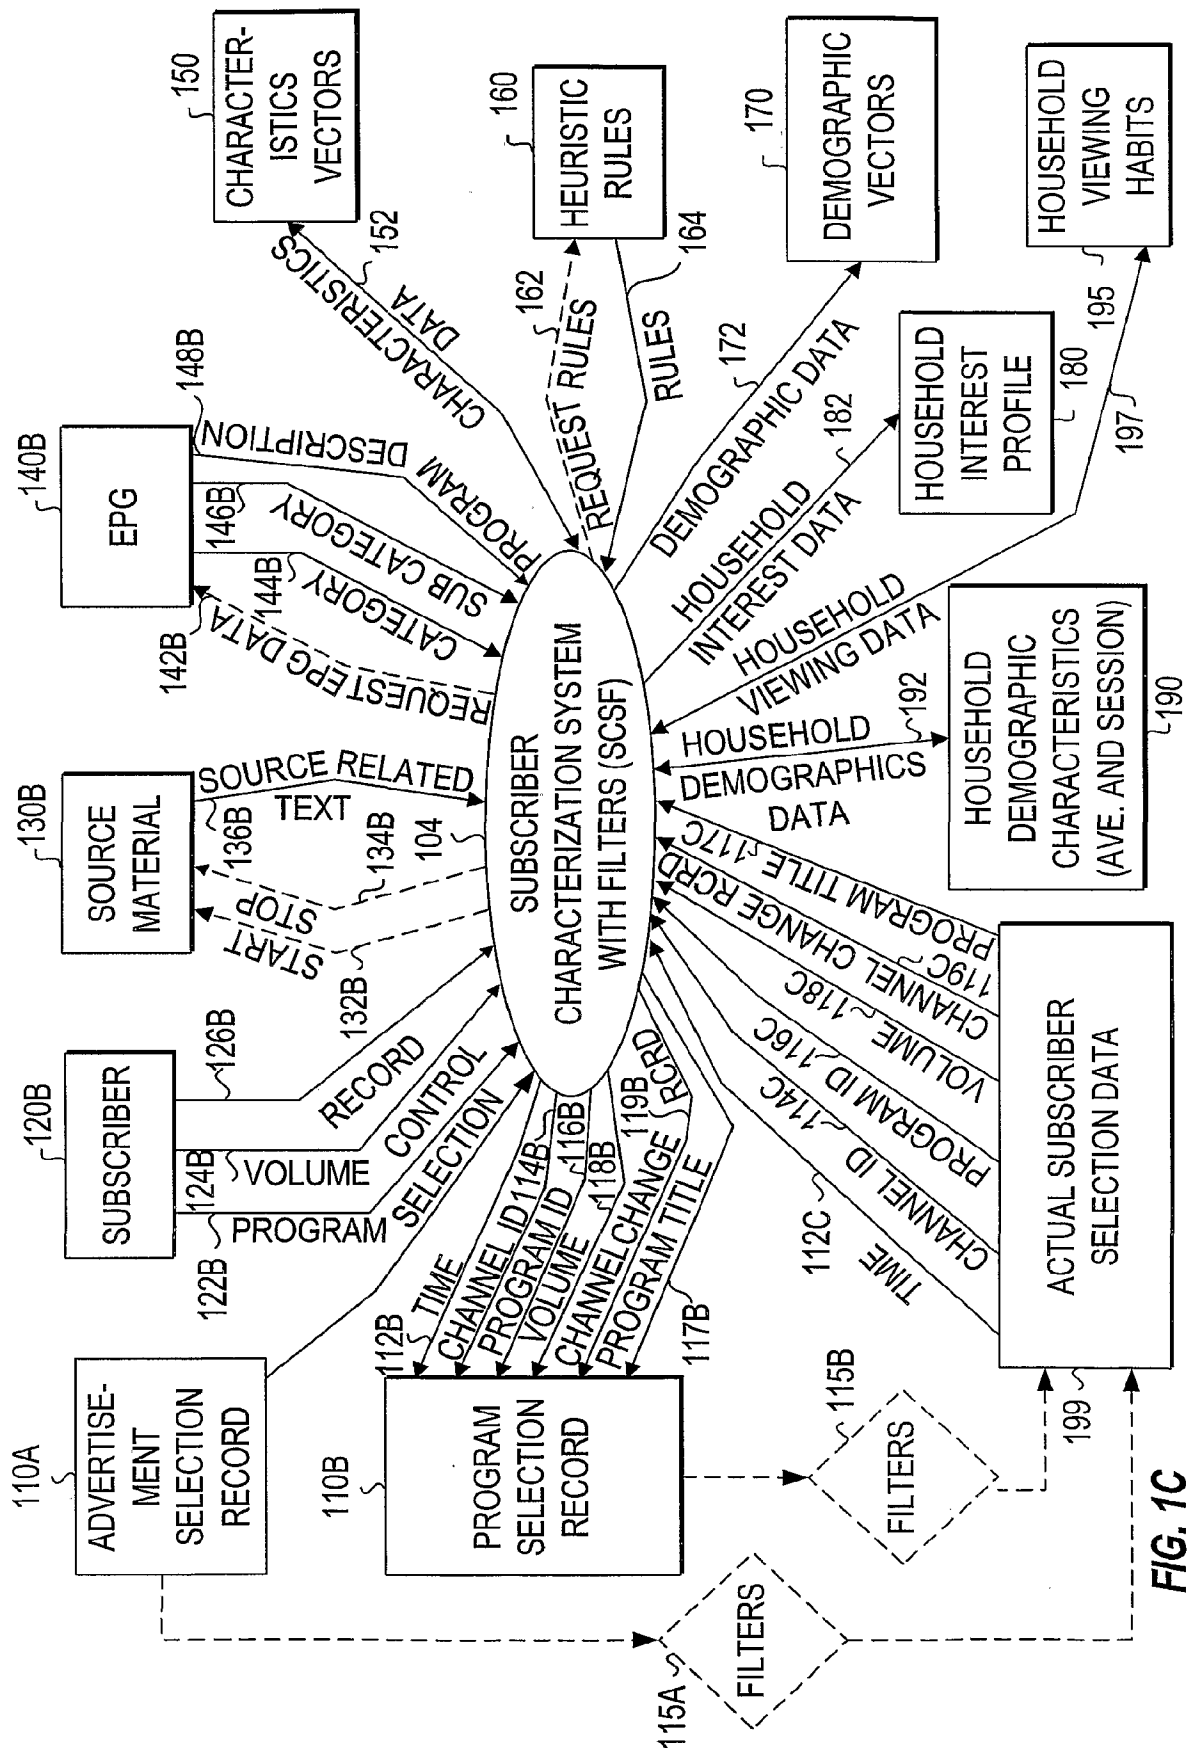 110A
ADVERTISE-
MENT
SELECTION
RECORD
120B
SUBSCRIBER
122B
PROGRAM
SELECTION
124B
VOLUME
CONTROL
126B
RECORD
130B
SOURCE
MATERIAL
132B
START
STOP
134B
136B
SOURCE RELATED
TEXT
140B
EPG
142B
REQUEST EPG DATA
144B
CATEGORY
146B
SUB CATEGORY
148B
PROGRAM DESCRIPTION
150
CHARACTER-
ISTICS
VECTORS
152
CHARACTERISTICS
DATA
104
SUBSCRIBER
CHARACTERIZATION SYSTEM
WITH FILTERS (SCSF)
160
HEURISTIC
RULES
162
REQUEST RULES
164
RULES
170
DEMOGRAPHIC
VECTORS
172
DEMOGRAPHIC DATA
180
HOUSEHOLD
INTEREST
PROFILE
182
HOUSEHOLD
INTEREST DATA
195
HOUSEHOLD
VIEWING
HABITS
197
HOUSEHOLD
VIEWING DATA
190
HOUSEHOLD
DEMOGRAPHIC
CHARACTERISTICS
(AVE. AND SESSION)
192
HOUSEHOLD
DEMOGRAPHICS
DATA
110B
PROGRAM
SELECTION
RECORD
112B
TIME
CHANNEL ID 114B
PROGRAM ID 116B
VOLUME 118B
CHANNEL CHANGE RCRD
119B
PROGRAM TITLE
117B
199
ACTUAL SUBSCRIBER
SELECTION DATA
112C
TIME
CHANNEL ID 114C
PROGRAM ID 116C
VOLUME 118C
CHANNEL CHANGE RCRD
119C
PROGRAM TITLE 117C
115A
FILTERS
115B
FILTERS
FIG. 1C